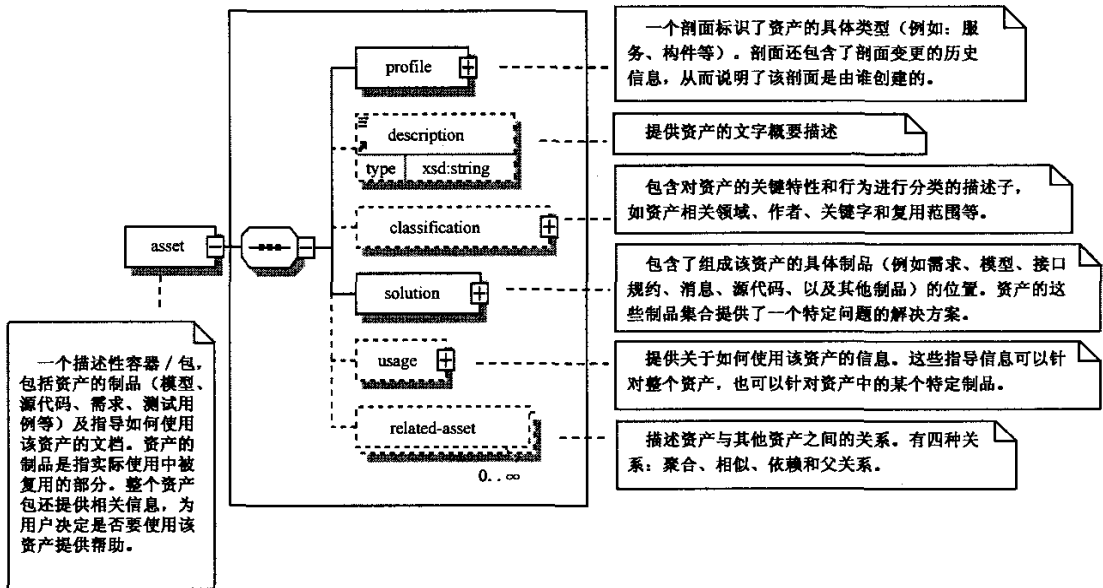 profile
一个剖面标识了资产的具体类型（例如：服
务、构件等）。剖面还包含了剖面变更的历史
信息，从而说明了该剖面是由谁创建的。
description
type xsd:string
提供资产的文字概要描述
classification
包含对资产的关键特性和行为进行分类的描述子，
如资产相关领域、作者、关键字和复用范围等。
asset
solution
包含了组成该资产的具体制品（例如需求、模型、接口
规约、消息、源代码、以及其他制品）的位置。资产的这
些制品集合提供了一个特定问题的解决方案。
usage
提供关于如何使用该资产的信息。这些指导信息可以针
对整个资产，也可以针对资产中的某个特定制品。
related-asset
0..∞
描述资产与其他资产之间的关系。有四种关
系：聚合、相似、依赖和父关系。
一个描述性容器/包，
包括资产的制品（模型、
源代码、需求、测试用
例等）及指导如何使用
该资产的文档。资产的
制品是指实际使用中被
复用的部分。整个资产
包还提供相关信息，为
用户决定是否要使用该
资产提供帮助。